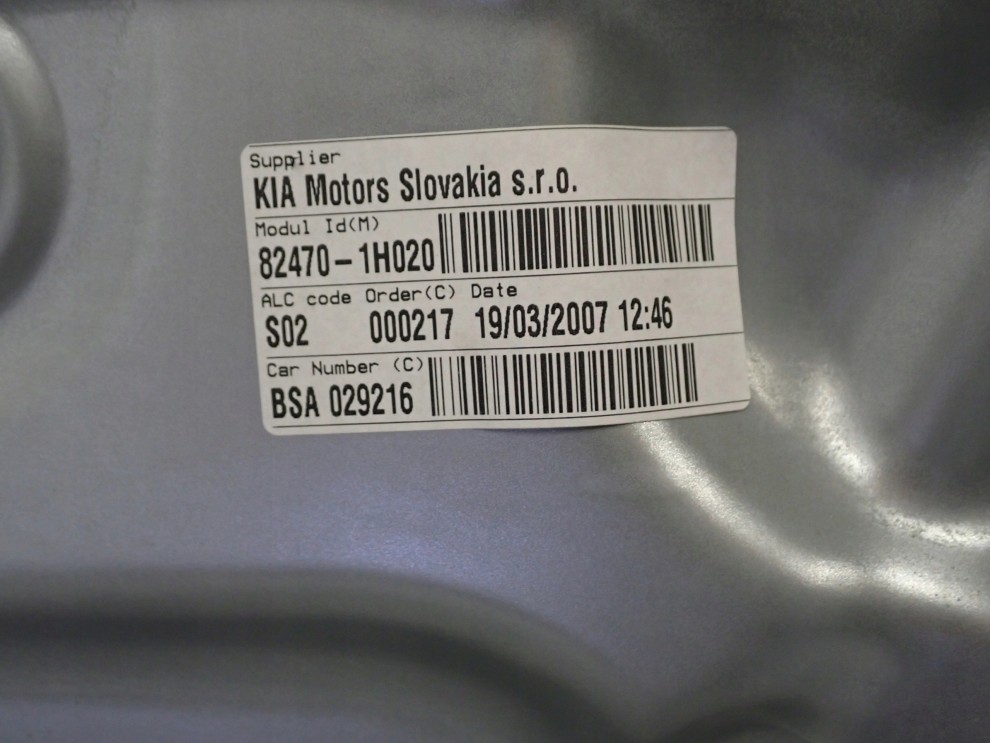 Supplier
KIA Motors Slovakia s.r.o.
Modul Id(M)
82470-1H020
ALC code Order(C) Date
S02 000217 19/03/2007 12:46
Car Number (C)
BSA 029216